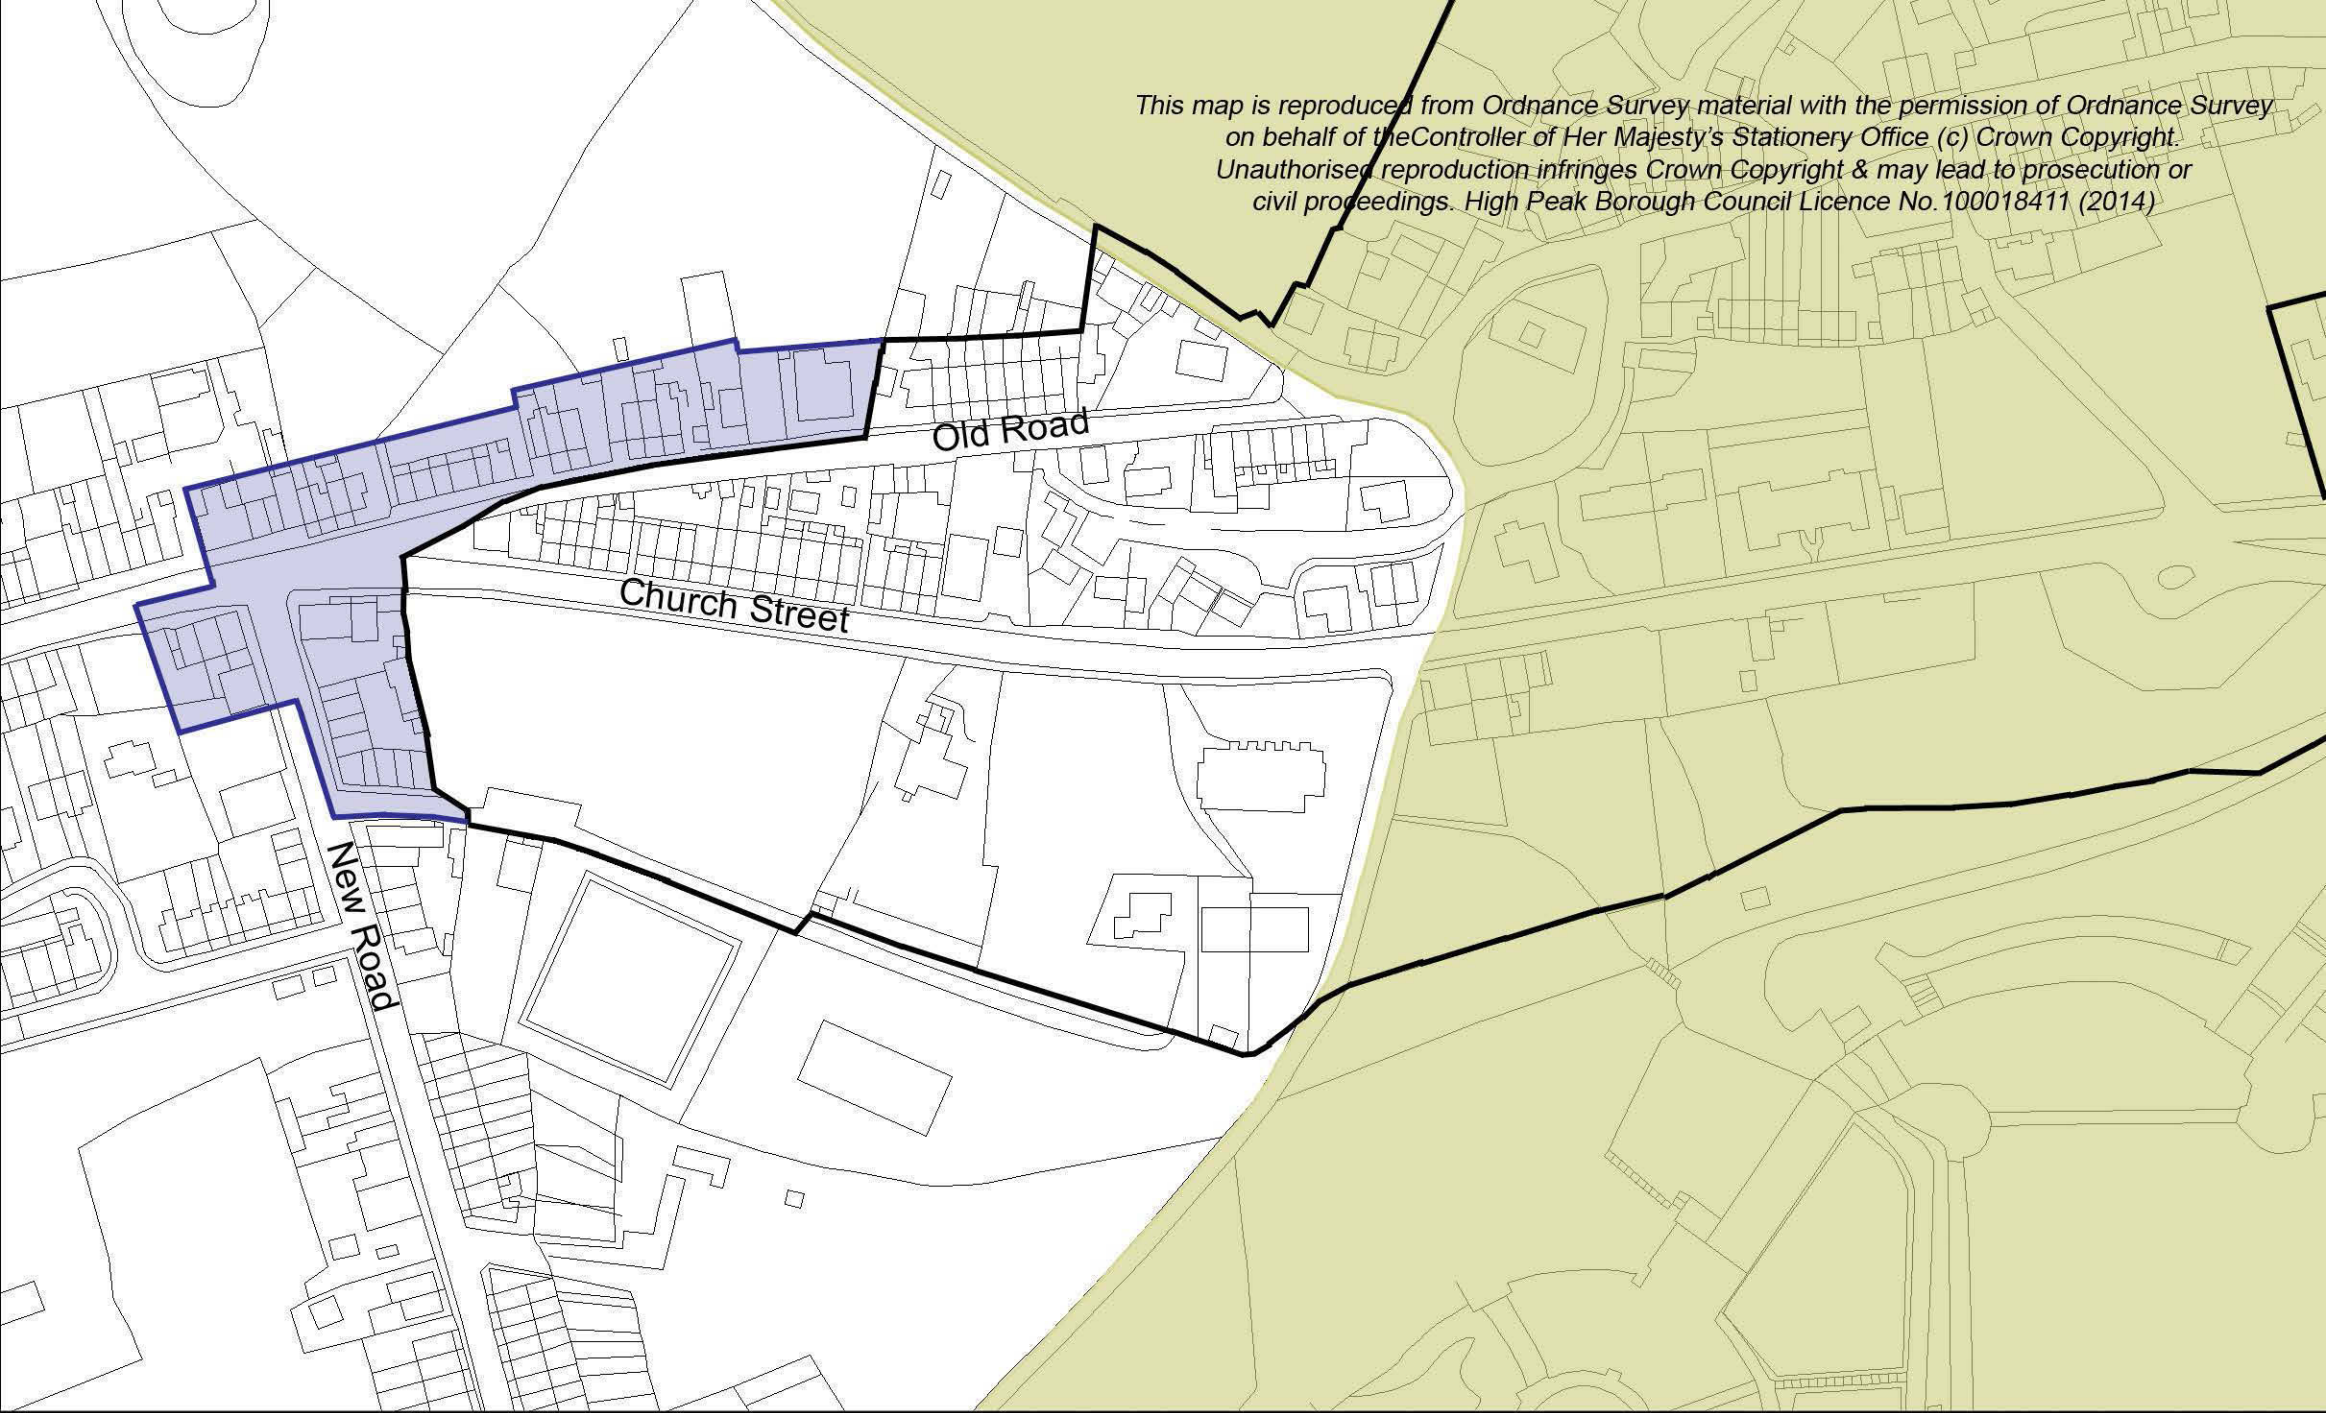 This map is reproduced from Ordnance Survey material with the permission of Ordnance Survey
on behalf of theController of Her Majesty's Stationery Office (c) Crown Copyright.
Unauthorised reproduction infringes Crown Copyright & may lead to prosecution or
civil proceedings. High Peak Borough Council Licence No.100018411 (2014)
Old Road
Church Street
New Road